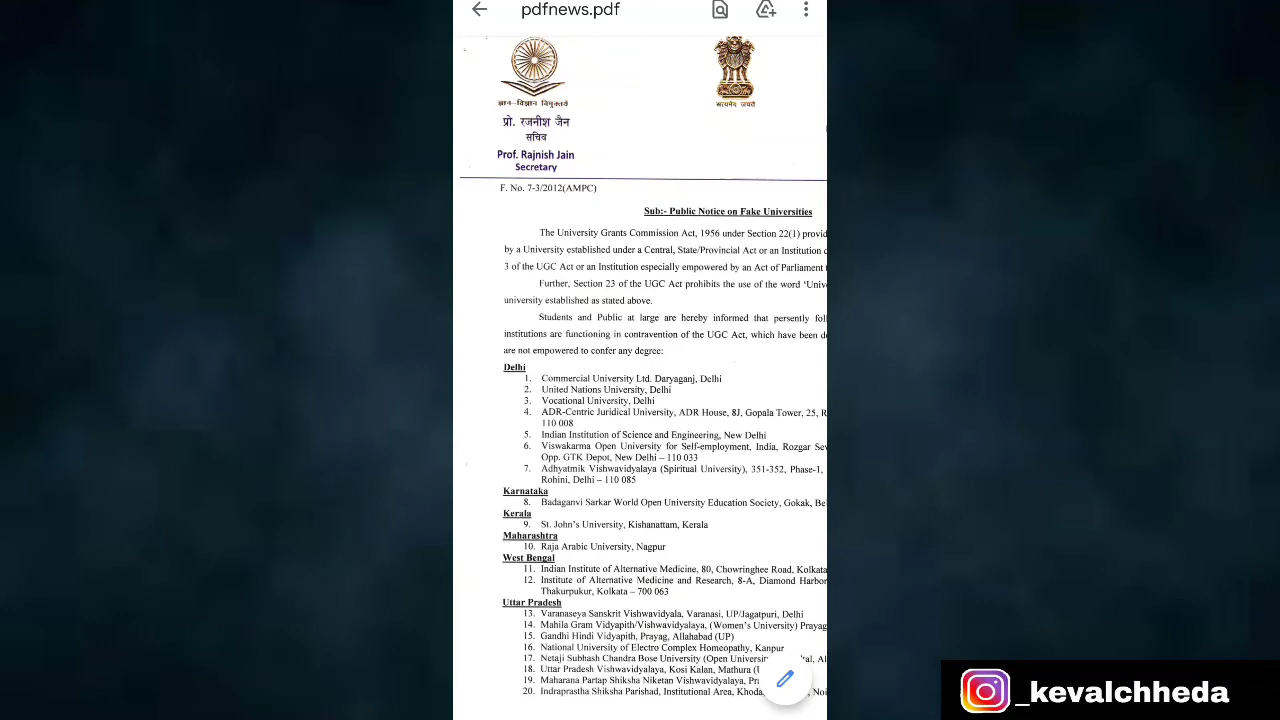 pdfnews.pdf
ज्ञान-विज्ञान विमुक्तये
सत्यमेव जयते
प्रो. रजनीश जैन
सचिव
Prof. Rajnish Jain
Secretary
F. No. 7-3/2012(AMPC)
Sub:- Public Notice on Fake Universities
The University Grants Commission Act, 1956 under Section 22(1) provid
by a University established under a Central, State/Provincial Act or an Institution
3 of the UGC Act or an Institution especially empowered by an Act of Parliament
Further, Section 23 of the UGC Act prohibits the use of the word ‘Unive
university established as stated above.
Students and Public at large are hereby informed that persently foll
institutions are functioning in contravention of the UGC Act, which have been de
are not empowered to confer any degree:
Delhi
1. Commercial University Ltd. Daryaganj, Delhi
2. United Nations University, Delhi
3. Vocational University, Delhi
4. ADR-Centric Juridical University, ADR House, 8J, Gopala Tower, 25, R
110 008
5. Indian Institution of Science and Engineering, New Delhi
6. Viswakarma Open University for Self-employment, India, Rozgar Sev
Opp. GTK Depot, New Delhi – 110 033
7. Adhyatmik Vishwavidyalaya (Spiritual University), 351-352, Phase-1,
Rohini, Delhi – 110 085
Karnataka
8. Badaganvi Sarkar World Open University Education Society, Gokak, Bel
Kerala
9. St. John’s University, Kishanattam, Kerala
Maharashtra
10. Raja Arabic University, Nagpur
West Bengal
11. Indian Institute of Alternative Medicine, 80, Chowringhee Road, Kolkata
12. Institute of Alternative Medicine and Research, 8-A, Diamond Harbor
Thakurpukur, Kolkata – 700 063
Uttar Pradesh
13. Varanaseya Sanskrit Vishwavidyala, Varanasi, UP/Jagatpuri, Delhi
14. Mahila Gram Vidyapith/Vishwavidyalaya, (Women’s University) Prayag
15. Gandhi Hindi Vidyapith, Prayag, Allahabad (UP)
16. National University of Electro Complex Homeopathy, Kanpur
17. Netaji Subhash Chandra Bose University (Open Universit tal, Al
18. Uttar Pradesh Vishwavidyalaya, Kosi Kalan, Mathura (U
19. Maharana Partap Shiksha Niketan Vishwavidyalaya, Pra
20. Indraprastha Shiksha Parishad, Institutional Area, Khoda Noi
_kevalchheda